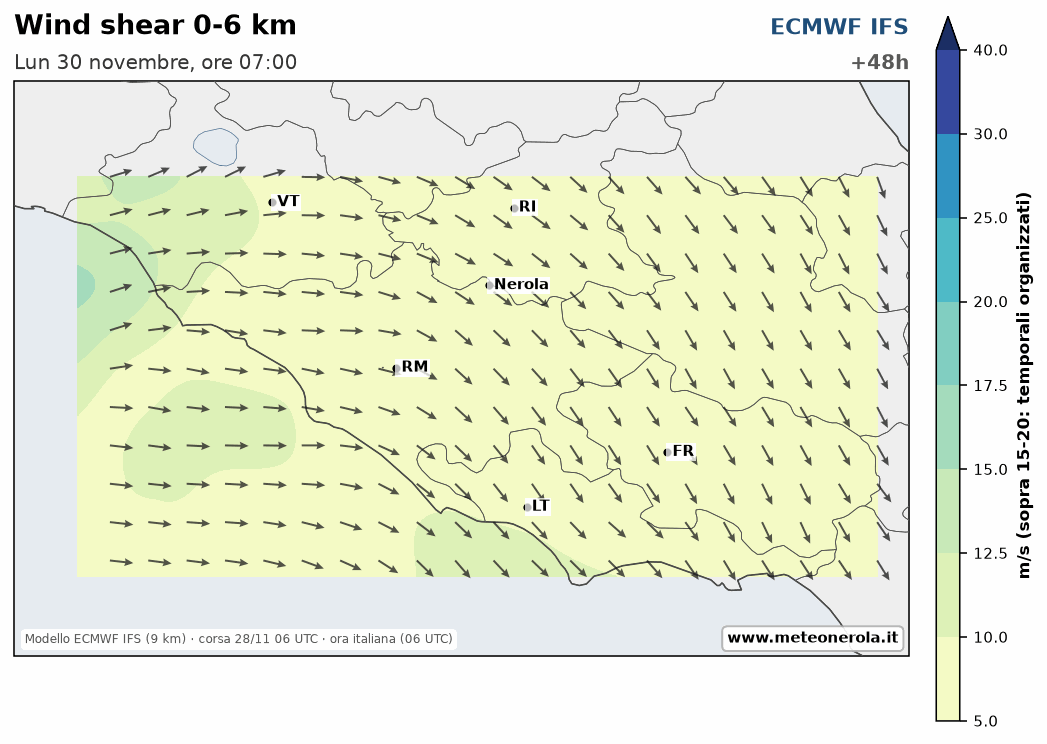 Wind shear 0-6 km
ECMWF IFS
Lun 30 novembre, ore 07:00
+48h
VT
RI
Nerola
RM
FR
LT
Modello ECMWF IFS (9 km) · corsa 28/11 06 UTC · ora italiana (06 UTC)
www.meteonerola.it
40.0
30.0
25.0
20.0
17.5
15.0
12.5
10.0
5.0
m/s (sopra 15-20: temporali organizzati)